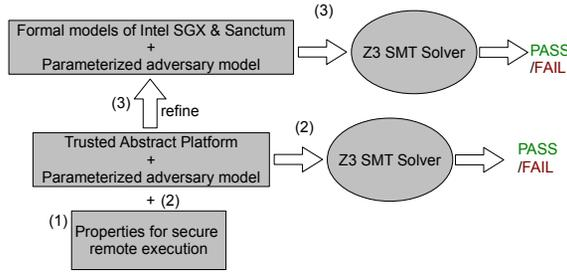 (3)
Formal models of Intel SGX & Sanctum
+
Parameterized adversary model
Z3 SMT Solver
PASS
/FAIL
(3)
refine
(2)
Trusted Abstract Platform
+
Parameterized adversary model
Z3 SMT Solver
PASS
/FAIL
+ (2)
(1)
Properties for secure
remote execution